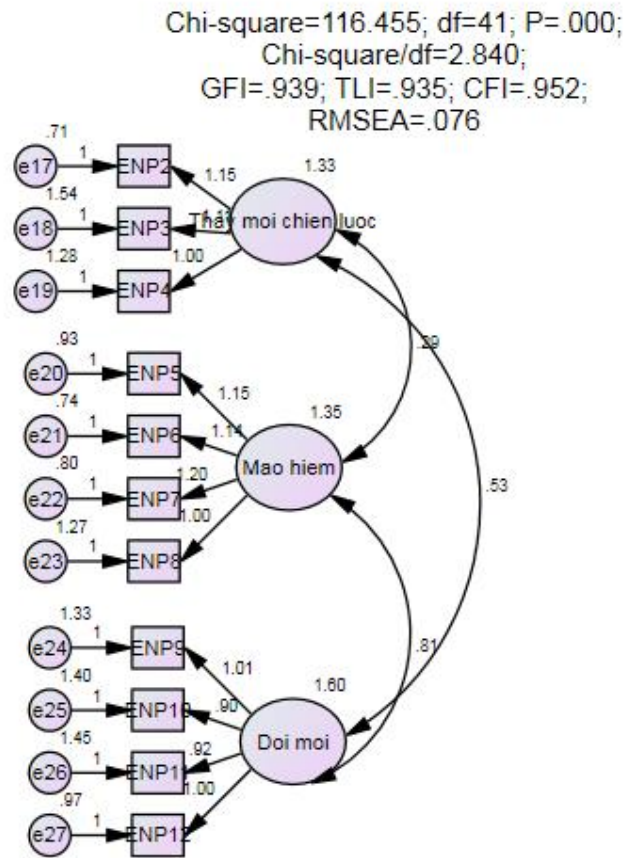 Chi-square=116.455; df=41; P=.000;
Chi-square/df=2.840;
GFI=.939; TLI=.935; CFI=.952;
RMSEA=.076
.71
e17 1 ENP2 1.15 1.33
1.54
e18 1 ENP3 Thay moi chien luoc
1.28
e19 1 ENP4 1.00
.29
.93
e20 1 ENP5 1.15
.74
e21 1 ENP6 1.14 1.35
.80
Mao hiem
e22 1 ENP7 1.20
.53
1.27
e23 1 ENP8 1.00
1.33
e24 1 ENP9 1.01
.81
1.40
e25 1 ENP10 .90 1.60
1.45
Doi moi
e26 1 ENP11 .92
.97
e27 1 ENP12 1.00